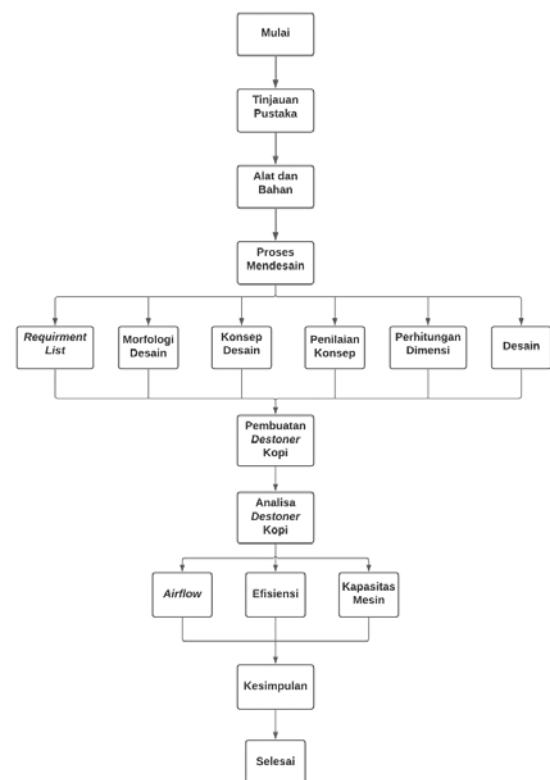 Mulai
Tinjauan
Pustaka
Alat dan
Bahan
Proses
Mendesain
Requirment
List
Morfologi
Desain
Konsep
Desain
Penilaian
Konsep
Perhitungan
Dimensi
Desain
Pembuatan
Destoner
Kopi
Analisa
Destoner
Kopi
Airflow
Efisiensi
Kapasitas
Mesin
Kesimpulan
Selesai